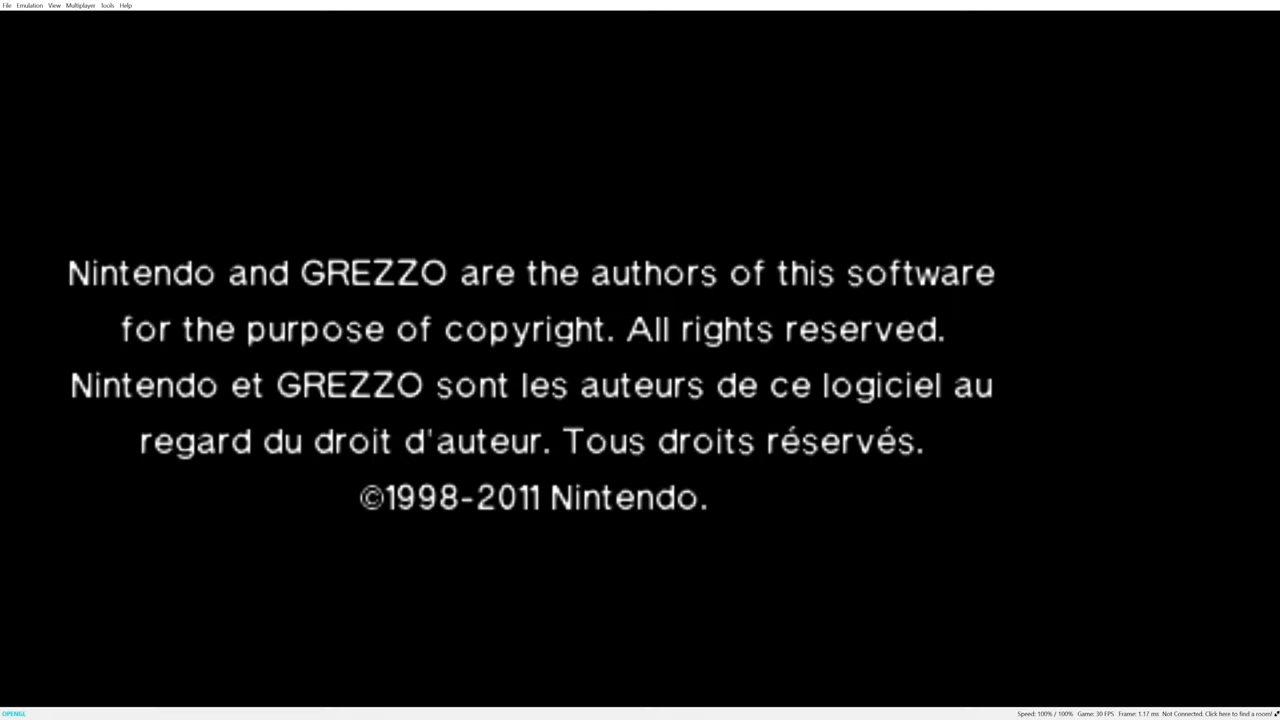 File Emulation View Multiplayer Tools Help
Nintendo and GREZZO are the authors of this software
for the purpose of copyright. All rights reserved.
Nintendo et GREZZO sont les auteurs de ce logiciel au
regard du droit d'auteur. Tous droits réservés.
©1998-2011 Nintendo.
OPENGL Speed: 100% / 100% Game: 30 FPS Frame: 1.17 ms Not Connected. Click here to find a room!